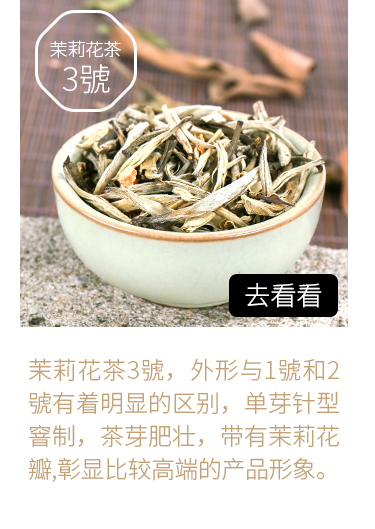 茉莉花茶
3號
去看看
茉莉花茶3號，外形与1號和2
號有着明显的区别，单芽针型
窨制，茶芽肥壮，带有茉莉花
瓣,彰显比较高端的产品形象。